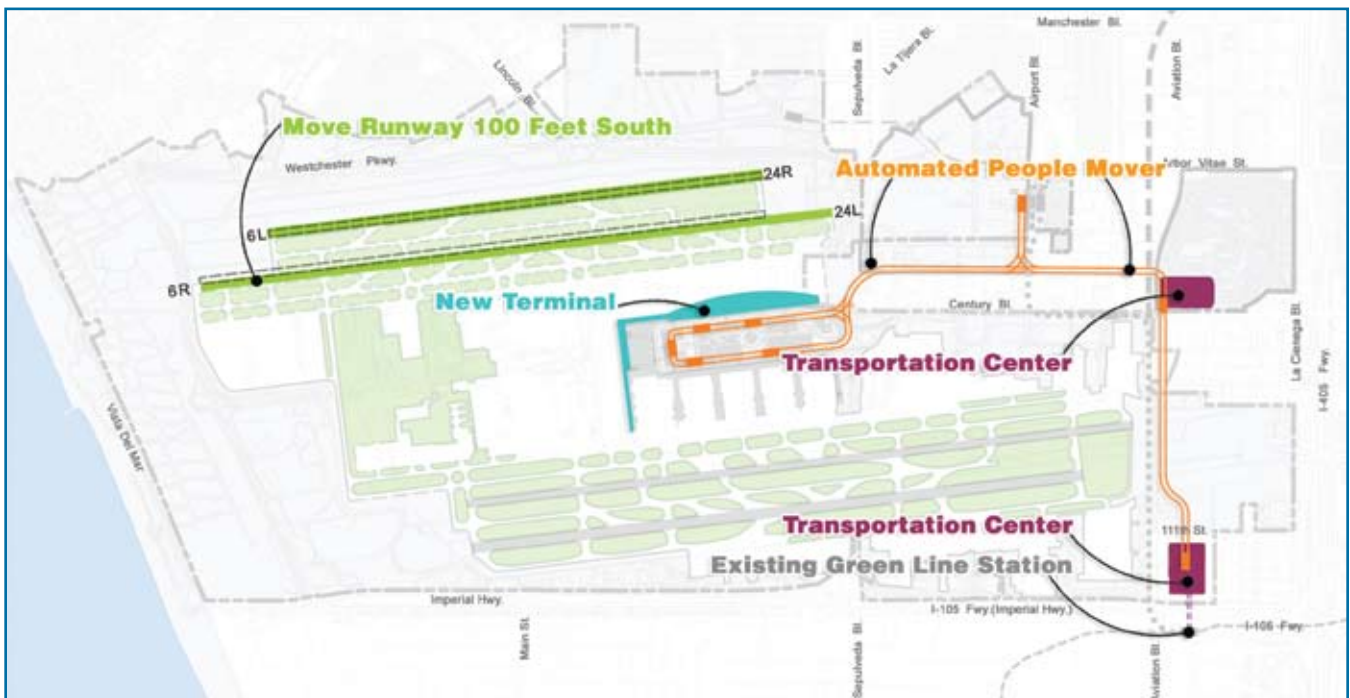 Manchester Bl.
La Tijera Bl.
Sepulveda Bl.
Airport Bl.
Aviation Bl.
Lincoln Bl.
Move Runway 100 Feet South
Westchester Pkwy.
Automated People Mover
Arbor Vitae St.
24R
24L
6L
6R
New Terminal
Century Bl.
Transportation Center
La Cienega Bl.
I-405 Fwy.
Vista Del Mar
Transportation Center
111th St.
Existing Green Line Station
Imperial Hwy.
I-105 Fwy.(Imperial Hwy.)
I-105 Fwy.
Main St.
Sepulveda Bl.
Aviation Bl.